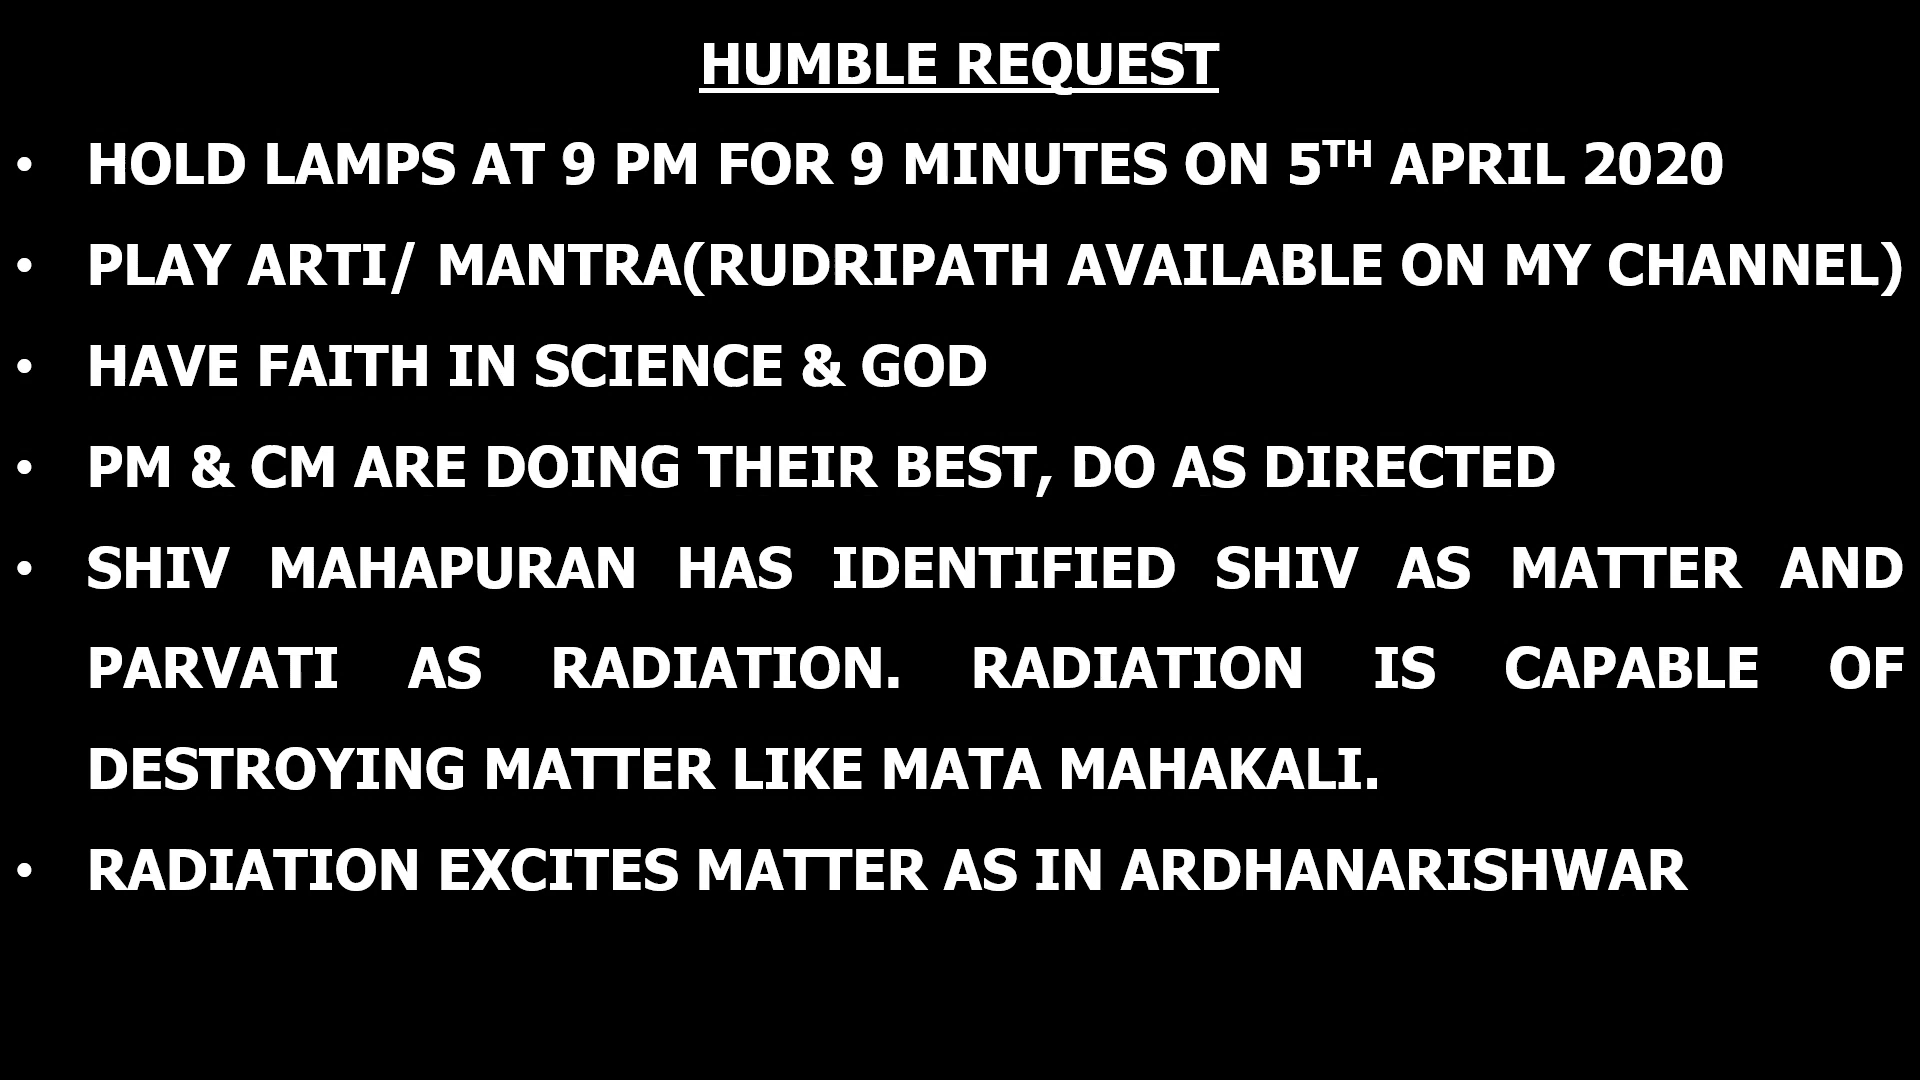 HUMBLE REQUEST
• HOLD LAMPS AT 9 PM FOR 9 MINUTES ON 5TH APRIL 2020
• PLAY ARTI/ MANTRA(RUDRIPATH AVAILABLE ON MY CHANNEL)
• HAVE FAITH IN SCIENCE & GOD
• PM & CM ARE DOING THEIR BEST, DO AS DIRECTED
• SHIV MAHAPURAN HAS IDENTIFIED SHIV AS MATTER AND
PARVATI AS RADIATION. RADIATION IS CAPABLE OF
DESTROYING MATTER LIKE MATA MAHAKALI.
• RADIATION EXCITES MATTER AS IN ARDHANARISHWAR